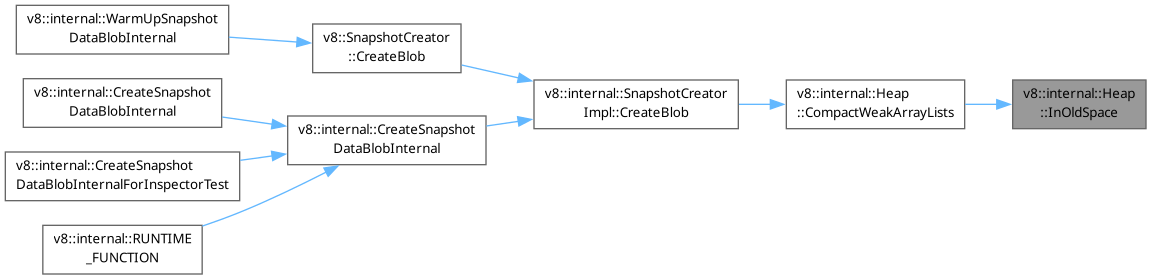 v8::internal::WarmUpSnapshot
DataBlobInternal
v8::SnapshotCreator
::CreateBlob
v8::internal::CreateSnapshot
DataBlobInternal
v8::internal::SnapshotCreator
Impl::CreateBlob
v8::internal::Heap
::CompactWeakArrayLists
v8::internal::Heap
::InOldSpace
v8::internal::CreateSnapshot
DataBlobInternal
v8::internal::CreateSnapshot
DataBlobInternalForInspectorTest
v8::internal::RUNTIME
_FUNCTION